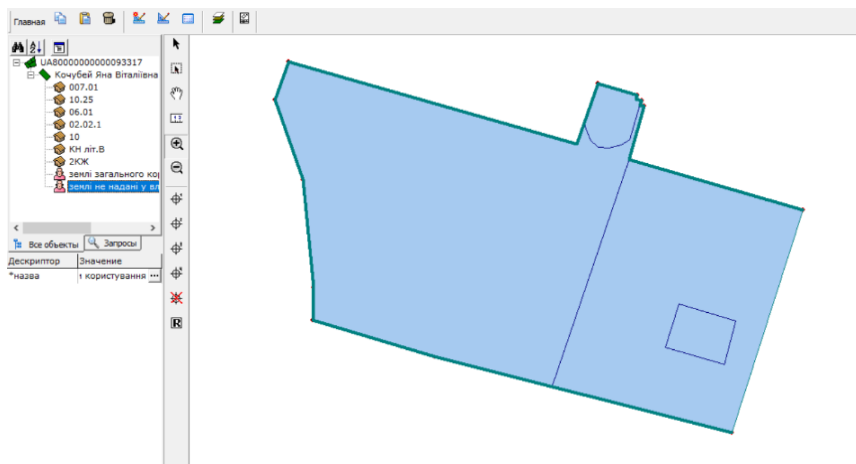 Главная
UA80000000000093317
Кочубей Яна Віталіївна
007.01
10.25
06.01
02.02.1
10
КН літ.В
2КЖ
землі загального кор
землі не надані у вл
Все объекты Запросы
Дескриптор Значение
*назва і користування ...
R